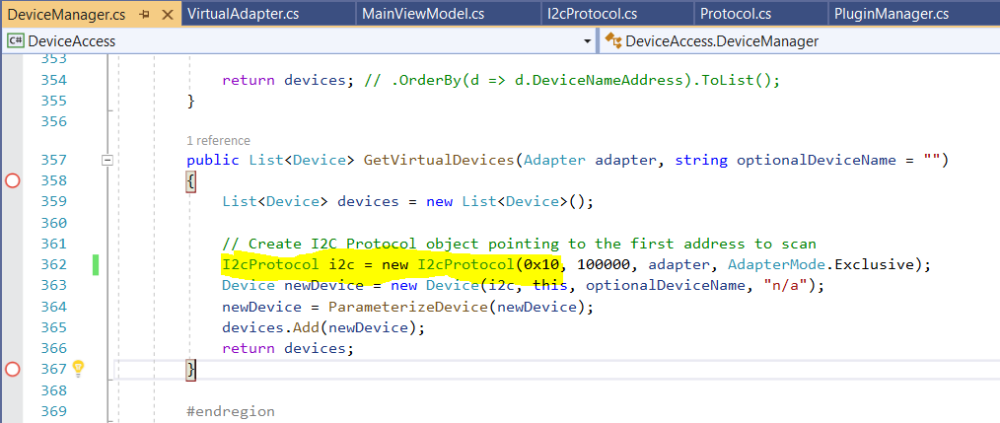 DeviceManager.cs VirtualAdapter.cs MainViewModel.cs I2cProtocol.cs Protocol.cs PluginManager.cs
C# DeviceAccess DeviceAccess.DeviceManager
353
354 return devices; // .OrderBy(d => d.DeviceNameAddress).ToList();
355 }
356
1 reference
357 public List<Device> GetVirtualDevices(Adapter adapter, string optionalDeviceName = "")
358 {
359 List<Device> devices = new List<Device>();
360
361 // Create I2C Protocol object pointing to the first address to scan
362 I2cProtocol i2c = new I2cProtocol(0x10, 100000, adapter, AdapterMode.Exclusive);
363 Device newDevice = new Device(i2c, this, optionalDeviceName, "n/a");
364 newDevice = ParameterizeDevice(newDevice);
365 devices.Add(newDevice);
366 return devices;
367 }
368
369 #endregion